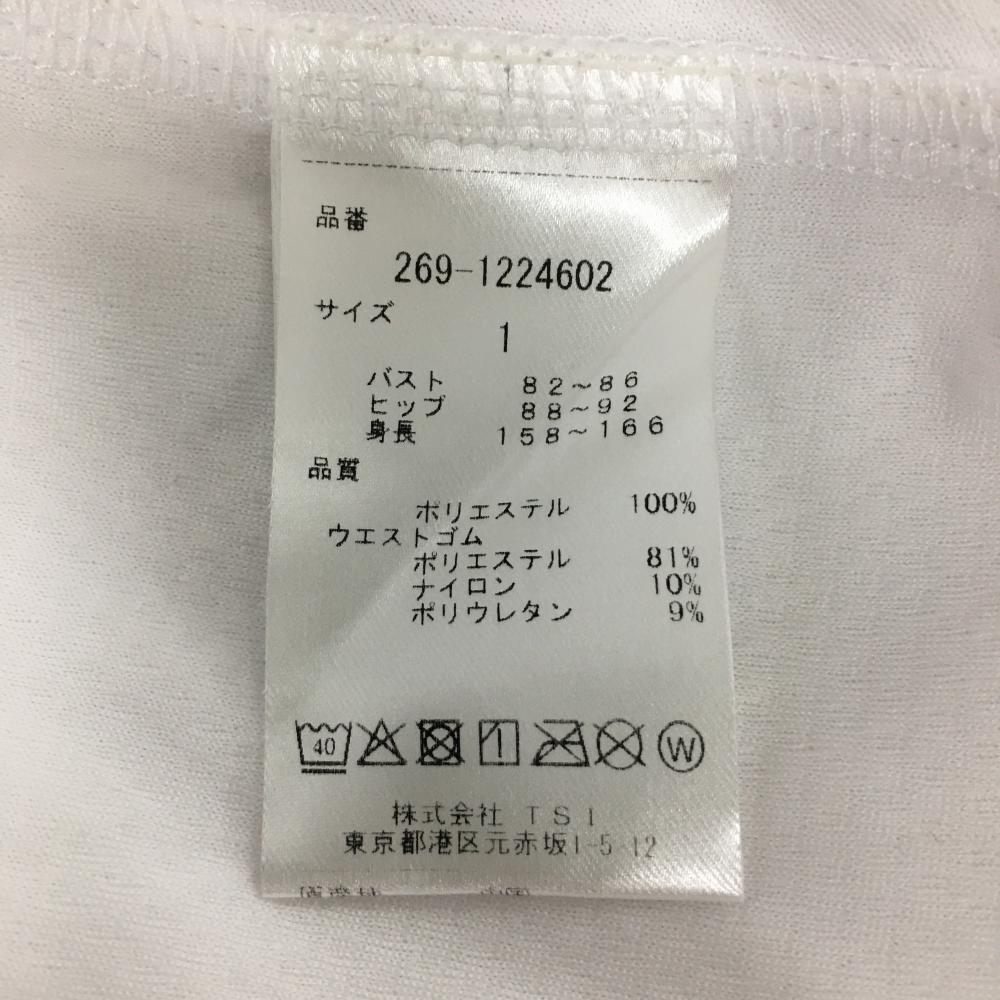 品番
269-1224602
サイズ
1
バスト 82~86
ヒップ 88~92
身長 158~166
品質
ポリエステル 100%
ウエストゴム
ポリエステル 81%
ナイロン 10%
ポリウレタン 9%
40 W
株式会社 TSI
東京都港区元赤坂1-5-12